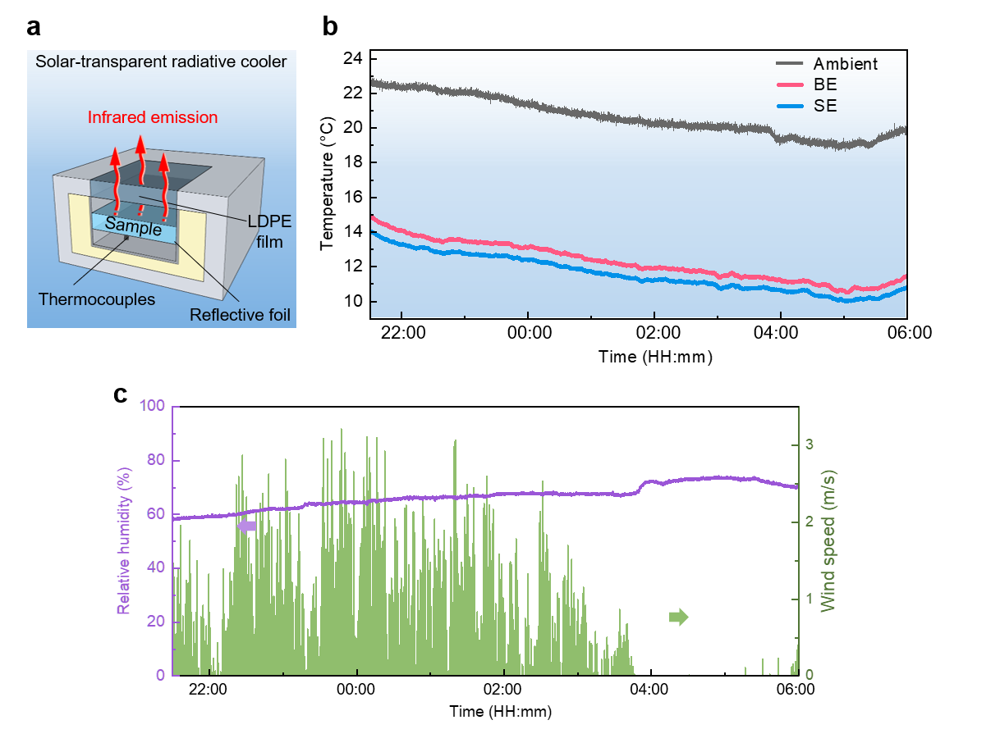 a
Solar-transparent radiative cooler
Infrared emission
Sample
LDPE
film
Thermocouples
Reflective foil
b
Temperature (°C)
24
22
20
18
16
14
12
10
Ambient
BE
SE
22:00
00:00
02:00
04:00
06:00
Time (HH:mm)
c
Relative humidity (%)
100
80
60
40
20
0
Wind speed (m/s)
3
2
1
0
22:00
00:00
02:00
04:00
06:00
Time (HH:mm)